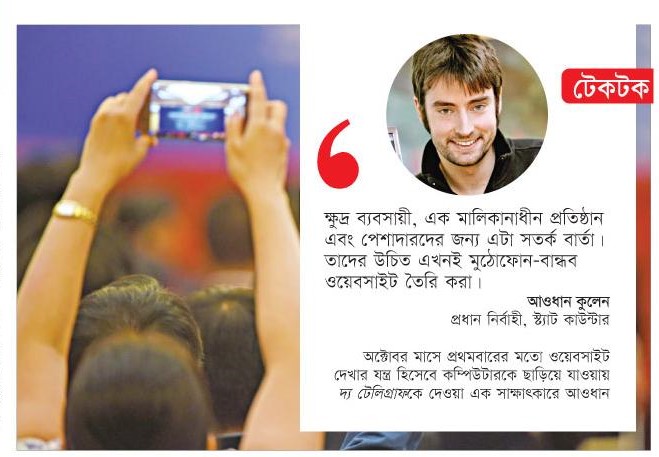 টেকটক
ক্ষুদ্র ব্যবসায়ী, এক মালিকানাধীন প্রতিষ্ঠান
এবং পেশাদারদের জন্য এটা সতর্ক বার্তা।
তাদের উচিত এখনই মুঠোফোন-বান্ধব
ওয়েবসাইট তৈরি করা।
আওধান কুলেন
প্রধান নির্বাহী, স্ট্যাট কাউন্টার
অক্টোবর মাসে প্রথমবারের মতো ওয়েবসাইট
দেখার যন্ত্র হিসেবে কম্পিউটারকে ছাড়িয়ে যাওয়ায়
দ্য টেলিগ্রাফকে দেওয়া এক সাক্ষাৎকারে আওধান